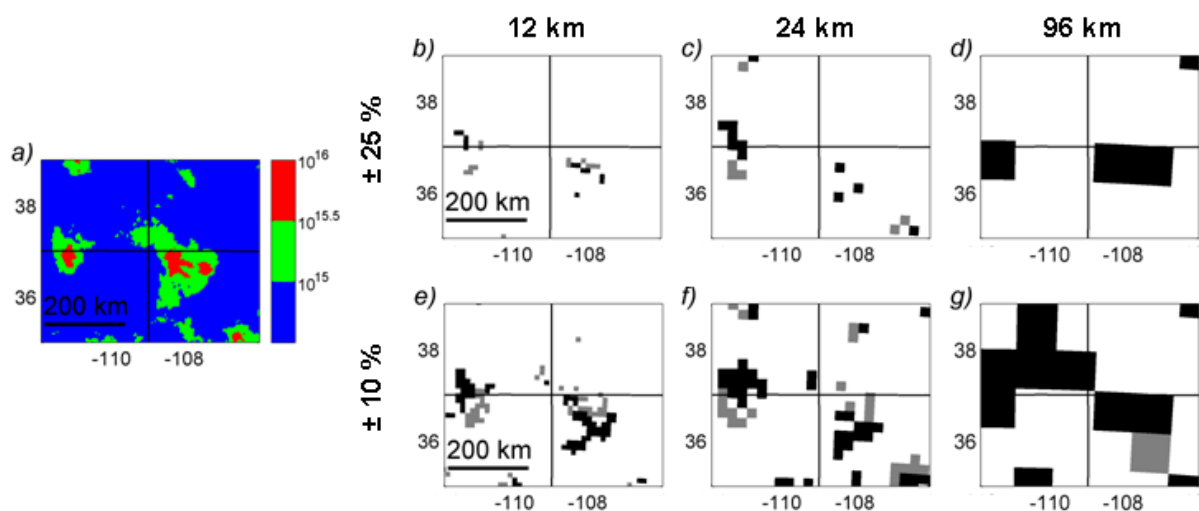 12 km 24 km 96 km
b) c) d)
± 25 %
38 38 38
36 36 36
200 km
-110 -108 -110 -108 -110 -108
a)
10^16
10^15.5
10^15
38
36
200 km
-110 -108
e) f) g)
± 10 %
38 38 38
36 36 36
200 km
-110 -108 -110 -108 -110 -108